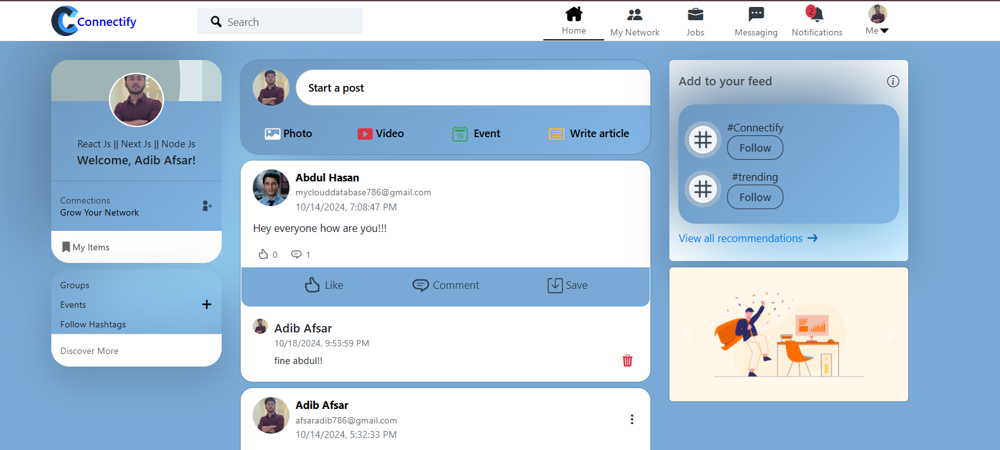 Connectify
Search
Home
My Network
Jobs
Messaging
2
Notifications
Me
React Js || Next Js || Node Js
Welcome, Adib Afsar!
Connections
Grow Your Network
My Items
Groups
Events
Follow Hashtags
Discover More
Start a post
Photo
Video
19
Event
Write article
Abdul Hasan
myclouddatabase786@gmail.com
10/14/2024, 7:08:47 PM
Hey everyone how are you!!!
0 1
Like Comment Save
Adib Afsar
10/18/2024, 9:53:59 PM
fine abdul!!
Adib Afsar
afsaradib786@gmail.com
10/14/2024, 5:32:33 PM
Add to your feed
#Connectify
Follow
#trending
Follow
View all recommendations →